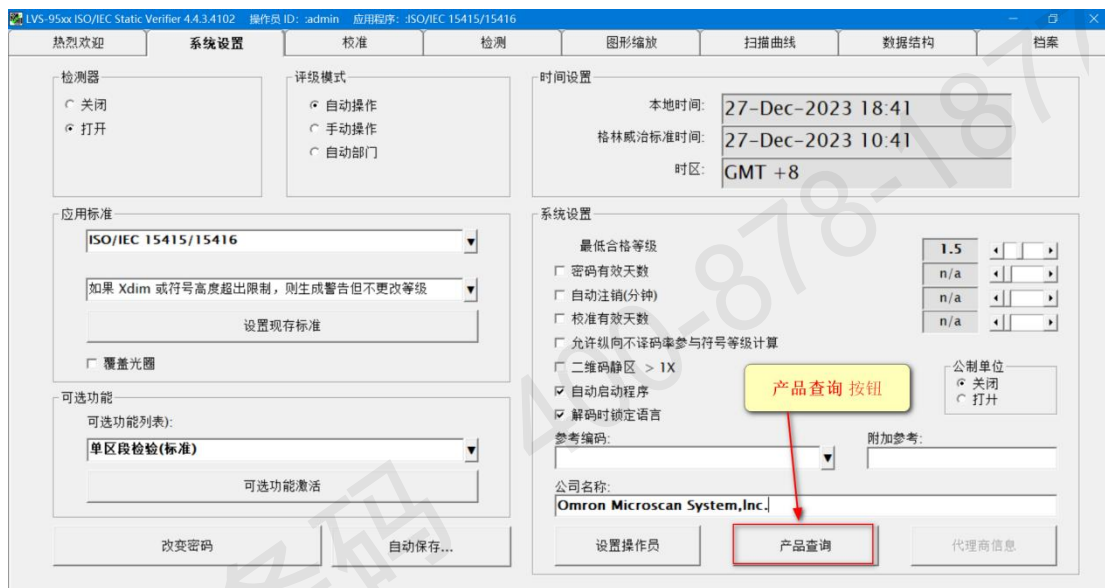 LVS-95xx ISO/IEC Static Verifier 4.4.3.4102 操作员 ID: :admin 应用程序: :ISO/IEC 15415/15416
热烈欢迎 系统设置 校准 检测 图形缩放 扫描曲线 数据结构 档案
检测器
关闭
打开
评级模式
自动操作
手动操作
自动部门
时间设置
本地时间: 27-Dec-2023 18:41
格林威治标准时间: 27-Dec-2023 10:41
时区: GMT +8
应用标准
ISO/IEC 15415/15416
如果 Xdim 或符号高度超出限制，则生成警告但不更改等级
设置现存标准
覆盖光圈
可选功能
可选功能列表):
单区段检验(标准)
可选功能激活
系统设置
最低合格等级 1.5
密码有效天数 n/a
自动注销(分钟) n/a
校准有效天数 n/a
允许纵向不译码率参与符号等级计算
二维码静区 > 1X
自动启动程序
解码时锁定语言
公制单位
关闭
打开
产品查询 按钮
参考编码:
附加参考:
公司名称:
Omron Microscan System,Inc.
改变密码 自动保存... 设置操作员 产品查询 代理商信息
条码 400-878-1877